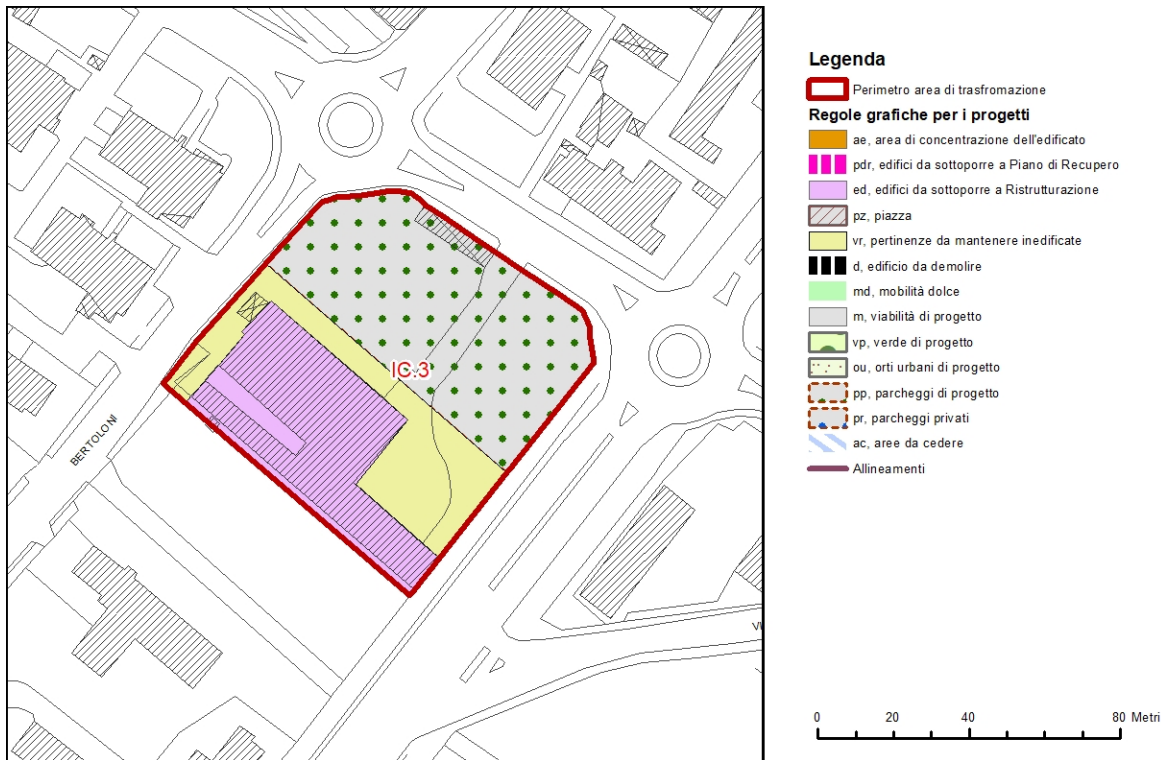 IC.3
BERTOLONI
Legenda
Perimetro area di trasfromazione
Regole grafiche per i progetti
ae, area di concentrazione dell'edificato
pdr, edifici da sottoporre a Piano di Recupero
ed, edifici da sottoporre a Ristrutturazione
pz, piazza
vr, pertinenze da mantenere inedificate
d, edificio da demolire
md, mobilità dolce
m, viabilità di progetto
vp, verde di progetto
ou, orti urbani di progetto
pp, parcheggi di progetto
pr, parcheggi privati
ac, aree da cedere
Allineamenti
0 20 40 80 Metri